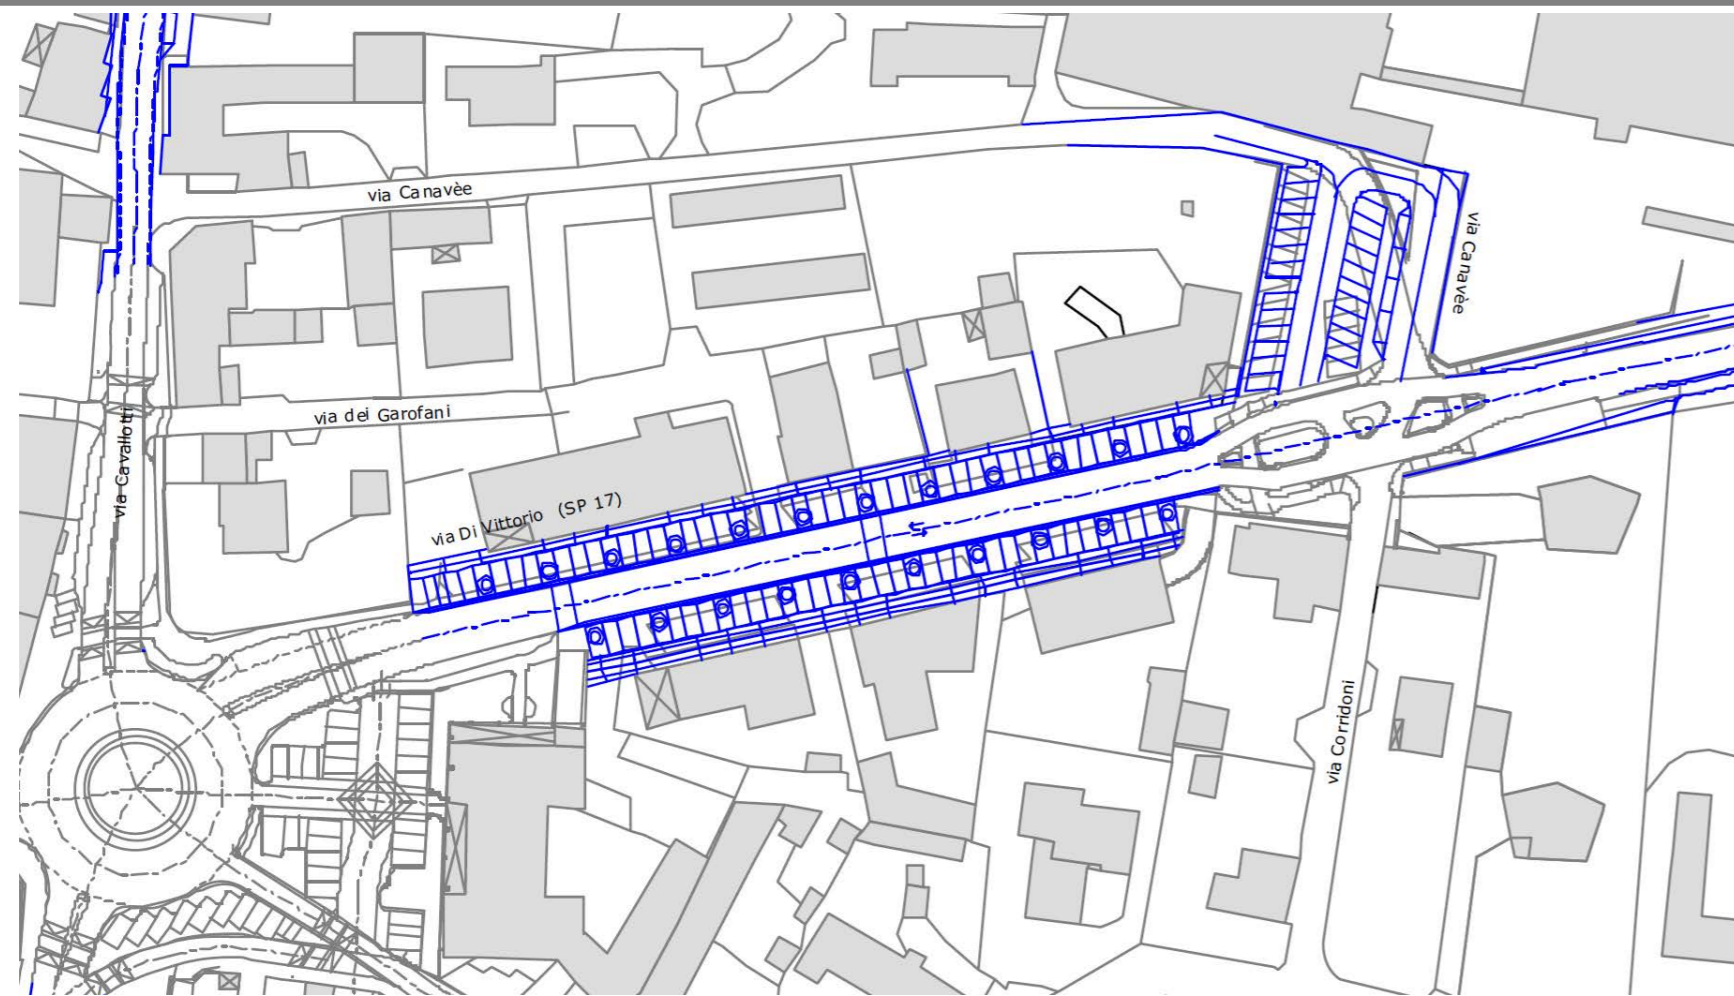 via Canavèe
via Canavèe
via dei Garofani
via Cavallotti
via Di Vittorio (SP 17)
via Corridoni